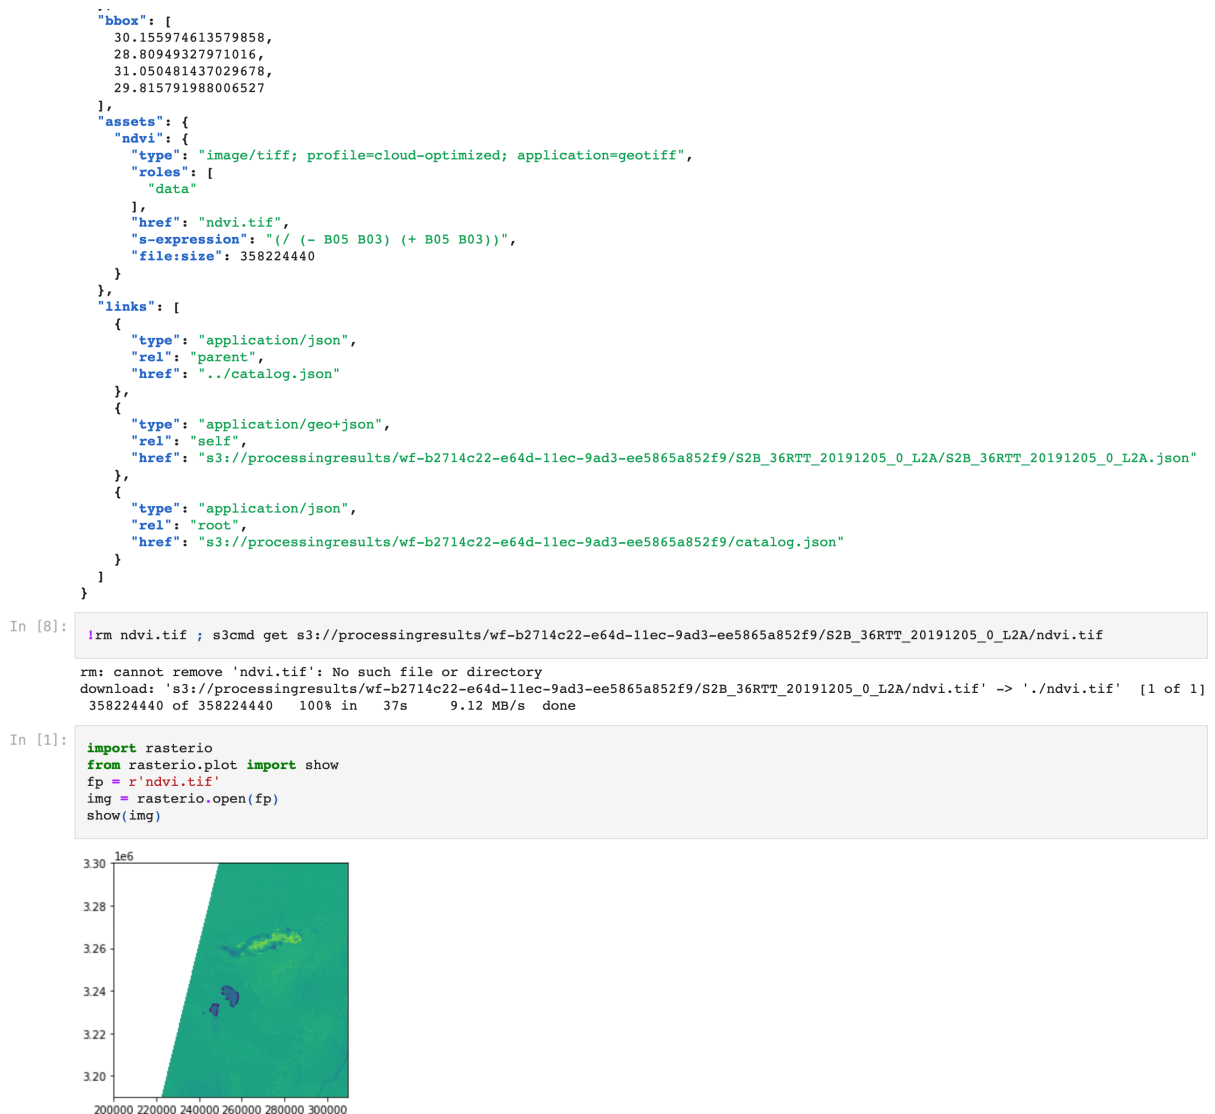 },
"bbox": [
30.155974613579858,
28.80949327971016,
31.050481437029678,
29.815791988006527
],
"assets": {
"ndvi": {
"type": "image/tiff; profile=cloud-optimized; application=geotiff",
"roles": [
"data"
],
"href": "ndvi.tif",
"s-expression": "(/ (- B05 B03) (+ B05 B03))",
"file:size": 358224440
}
},
"links": [
{
"type": "application/json",
"rel": "parent",
"href": "../catalog.json"
},
{
"type": "application/geo+json",
"rel": "self",
"href": "s3://processingresults/wf-b2714c22-e64d-11ec-9ad3-ee5865a852f9/S2B_36RTT_20191205_0_L2A/S2B_36RTT_20191205_0_L2A.json"
},
{
"type": "application/json",
"rel": "root",
"href": "s3://processingresults/wf-b2714c22-e64d-11ec-9ad3-ee5865a852f9/catalog.json"
}
]
}
In [8]: !rm ndvi.tif ; s3cmd get s3://processingresults/wf-b2714c22-e64d-11ec-9ad3-ee5865a852f9/S2B_36RTT_20191205_0_L2A/ndvi.tif
rm: cannot remove 'ndvi.tif': No such file or directory
download: 's3://processingresults/wf-b2714c22-e64d-11ec-9ad3-ee5865a852f9/S2B_36RTT_20191205_0_L2A/ndvi.tif' -> './ndvi.tif' [1 of 1]
358224440 of 358224440 100% in 37s 9.12 MB/s done
In [1]: import rasterio
from rasterio.plot import show
fp = r'ndvi.tif'
img = rasterio.open(fp)
show(img)
1e6
3.30
3.28
3.26
3.24
3.22
3.20
200000 220000 240000 260000 280000 300000